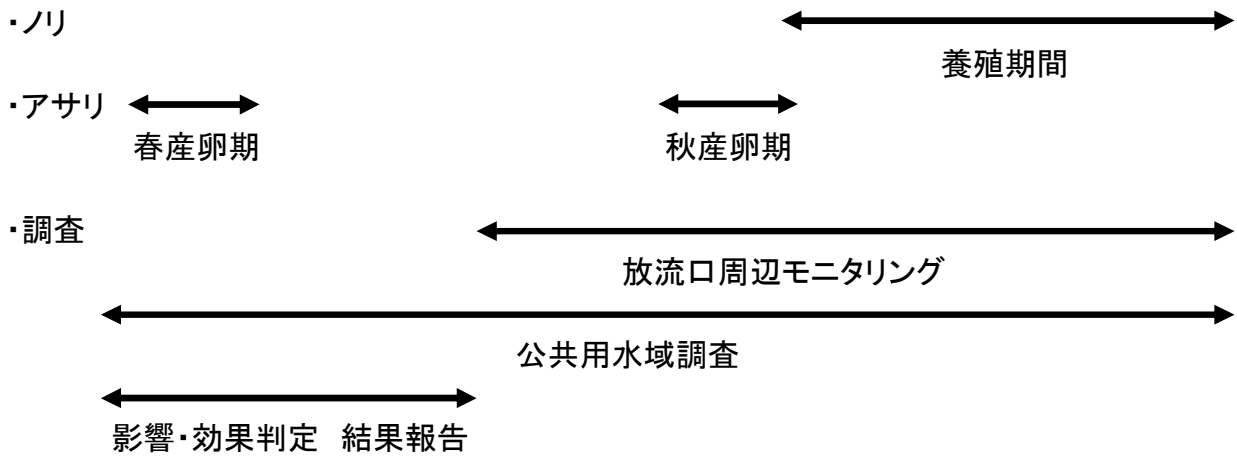 ・ノリ
養殖期間
・アサリ
春産卵期 秋産卵期
・調査
放流口周辺モニタリング
公共用水域調査
影響・効果判定 結果報告